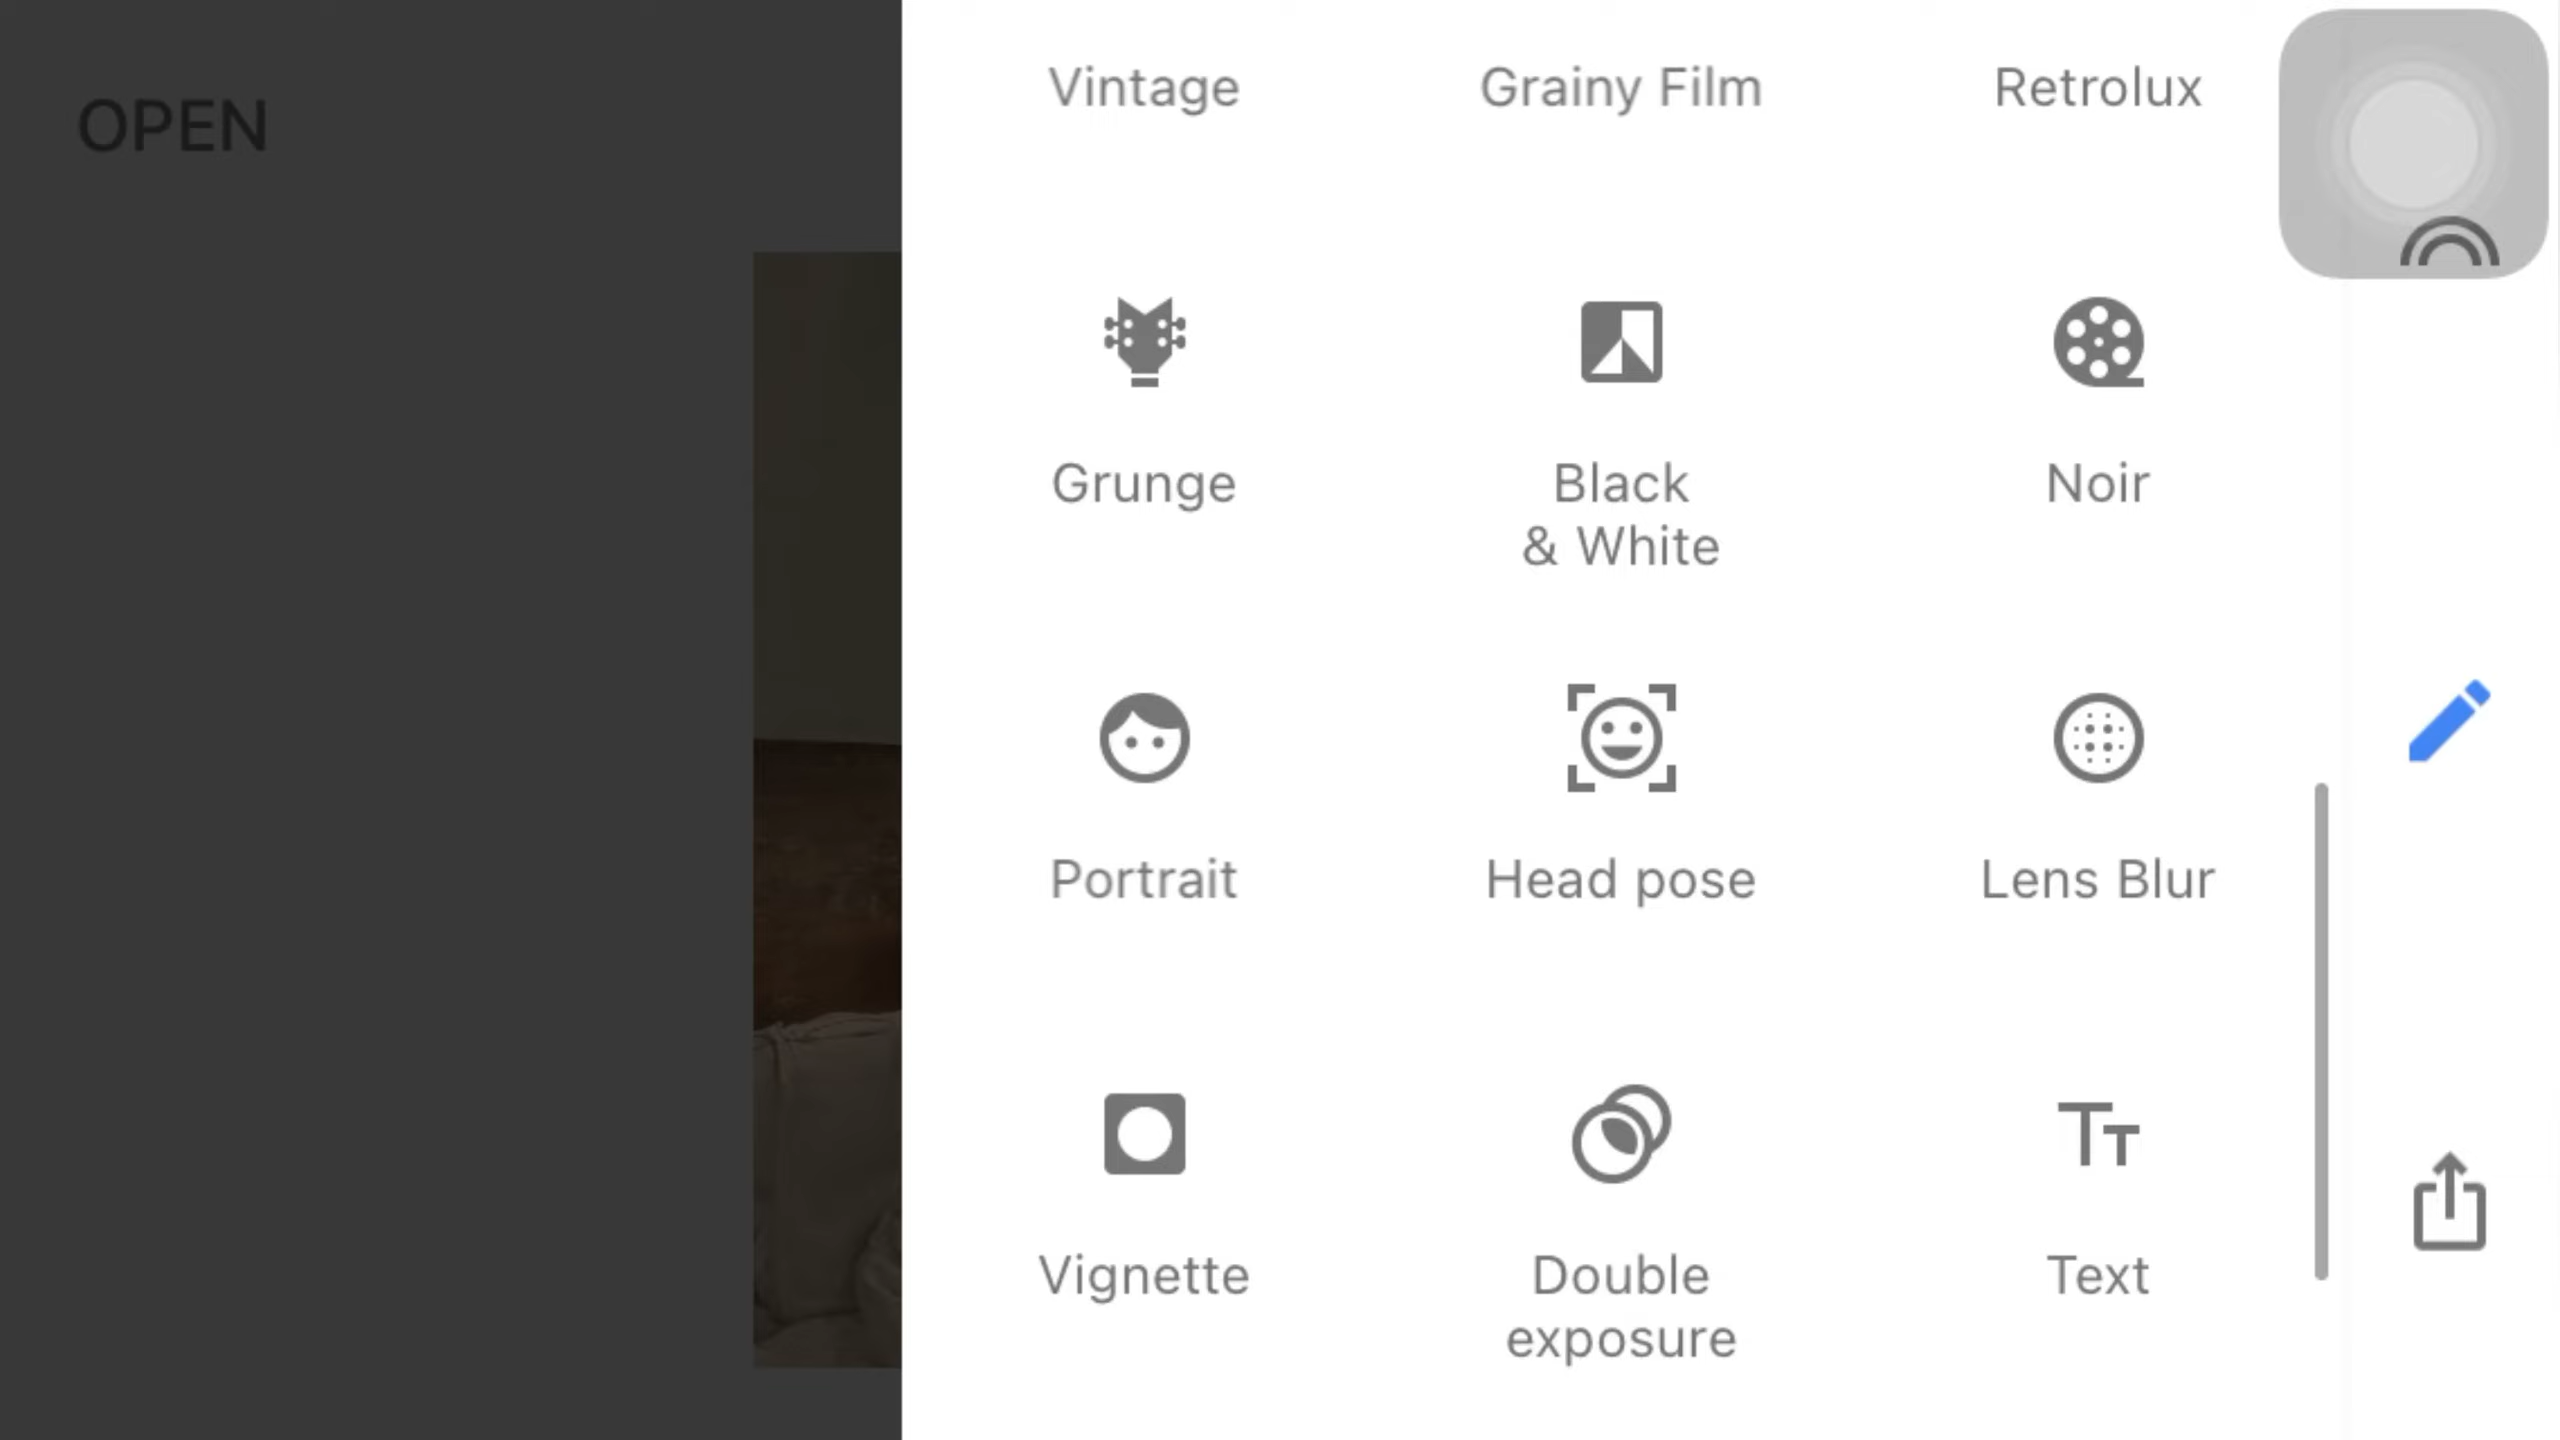 OPEN
Vintage
Grainy Film
Retrolux
Grunge
Black
& White
Noir
Portrait
Head pose
Lens Blur
Vignette
Double
exposure
Text